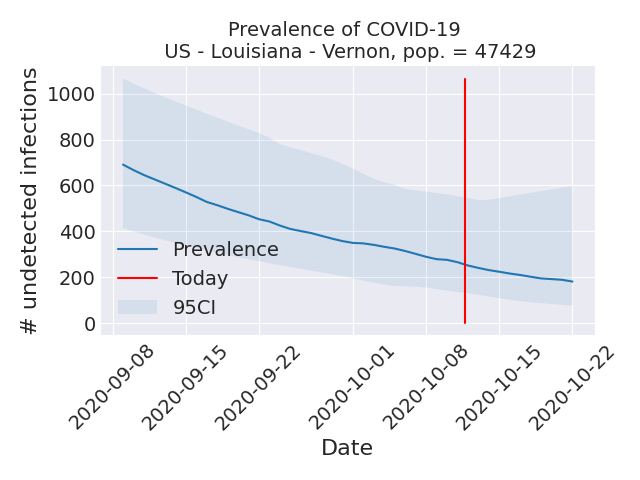 Prevalence of COVID-19
US - Louisiana - Vernon, pop. = 47429
# undetected infections
1000
800
600
400
200
0
Prevalence
Today
95CI
2020-09-08
2020-09-15
2020-09-22
2020-10-01
2020-10-08
2020-10-15
2020-10-22
Date